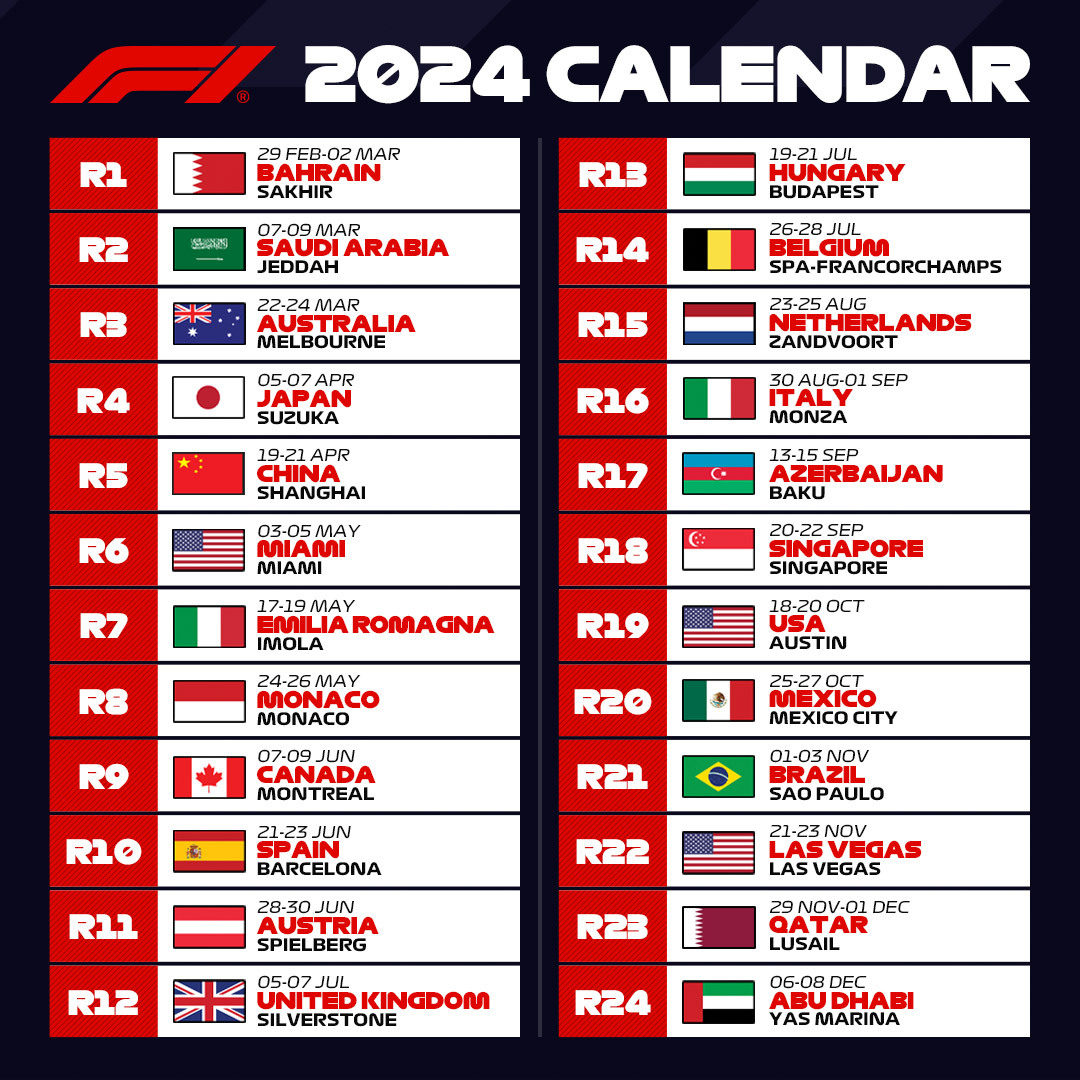 F1® 2024 CALENDAR
R1
29 FEB-02 MAR
BAHRAIN
SAKHIR
R2
07-09 MAR
SAUDI ARABIA
JEDDAH
R3
22-24 MAR
AUSTRALIA
MELBOURNE
R4
05-07 APR
JAPAN
SUZUKA
R5
19-21 APR
CHINA
SHANGHAI
R6
03-05 MAY
MIAMI
MIAMI
R7
17-19 MAY
EMILIA ROMAGNA
IMOLA
R8
24-26 MAY
MONACO
MONACO
R9
07-09 JUN
CANADA
MONTREAL
R10
21-23 JUN
SPAIN
BARCELONA
R11
28-30 JUN
AUSTRIA
SPIELBERG
R12
05-07 JUL
UNITED KINGDOM
SILVERSTONE
R13
19-21 JUL
HUNGARY
BUDAPEST
R14
26-28 JUL
BELGIUM
SPA-FRANCORCHAMPS
R15
23-25 AUG
NETHERLANDS
ZANDVOORT
R16
30 AUG-01 SEP
ITALY
MONZA
R17
13-15 SEP
AZERBAIJAN
BAKU
R18
20-22 SEP
SINGAPORE
SINGAPORE
R19
18-20 OCT
USA
AUSTIN
R20
25-27 OCT
MEXICO
MEXICO CITY
R21
01-03 NOV
BRAZIL
SAO PAULO
R22
21-23 NOV
LAS VEGAS
LAS VEGAS
R23
29 NOV-01 DEC
QATAR
LUSAIL
R24
06-08 DEC
ABU DHABI
YAS MARINA